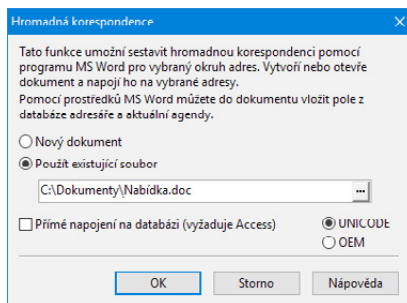 Hromadná korespondence
Tato funkce umožní sestavit hromadnou korespondenci pomocí
programu MS Word pro vybraný okruh adres. Vytvoří nebo otevře
dokument a napojí ho na vybrané adresy.
Pomocí prostředků MS Word můžete do dokumentu vložit pole z
databáze adresáře a aktuální agendy.
Nový dokument
Použít existující soubor
C:\Dokumenty\Nabídka.doc ...
Přímé napojení na databázi (vyžaduje Access) UNICODE
OEM
OK Storno Nápověda